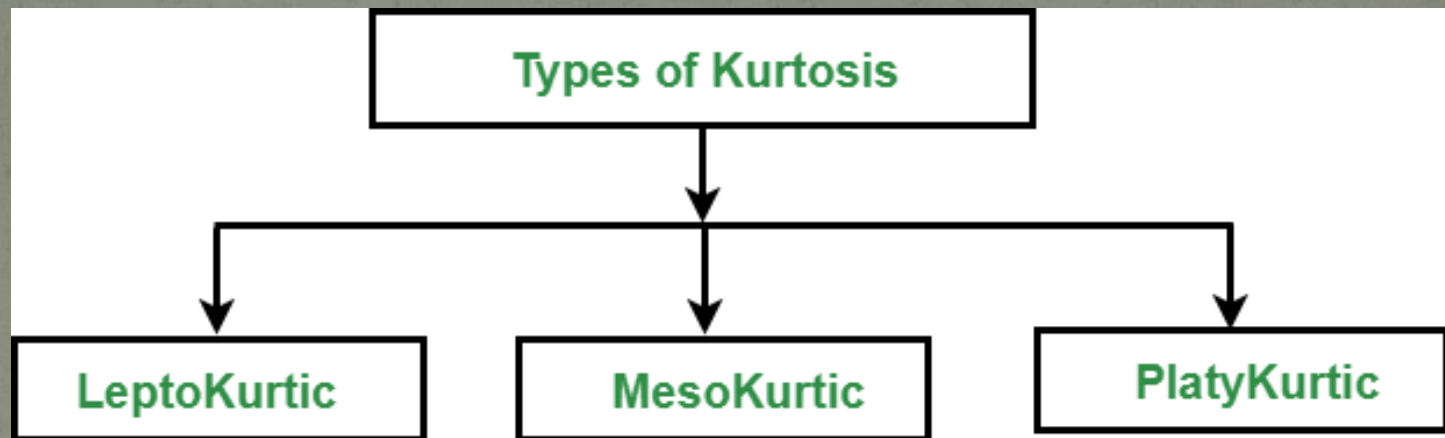 Types of Kurtosis
LeptoKurtic
MesoKurtic
PlatyKurtic